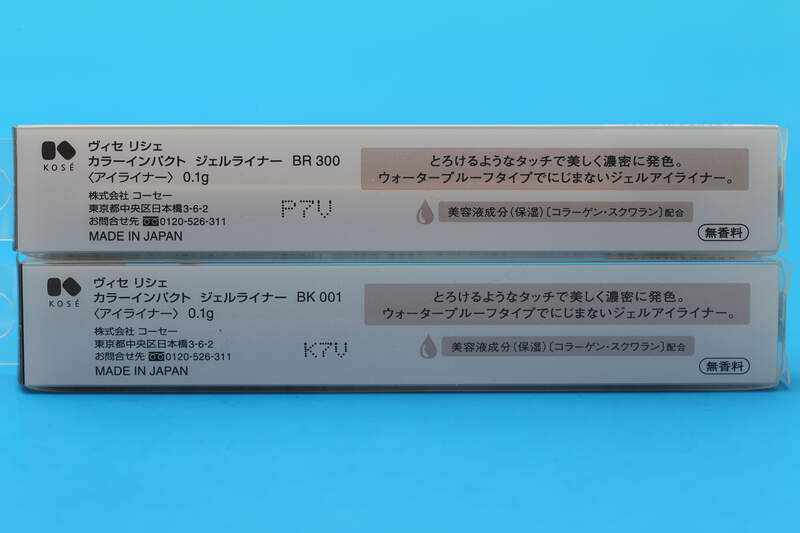 KOSÉ
ヴィセ リシェ
カラーインパクト ジェルライナー BR 300
〈アイライナー〉 0.1g
株式会社 コーセー
東京都中央区日本橋3-6-2
お問合せ先 0120-526-311
MADE IN JAPAN
P7V
とろけるようなタッチで美しく濃密に発色。
ウォータープルーフタイプでにじまないジェルアイライナー。
美容液成分(保湿)〔コラーゲン・スクワラン〕配合
無香料
KOSÉ
ヴィセ リシェ
カラーインパクト ジェルライナー BK 001
〈アイライナー〉 0.1g
株式会社 コーセー
東京都中央区日本橋3-6-2
お問合せ先 0120-526-311
MADE IN JAPAN
K7V
とろけるようなタッチで美しく濃密に発色。
ウォータープルーフタイプでにじまないジェルアイライナー。
美容液成分(保湿)〔コラーゲン・スクワラン〕配合
無香料